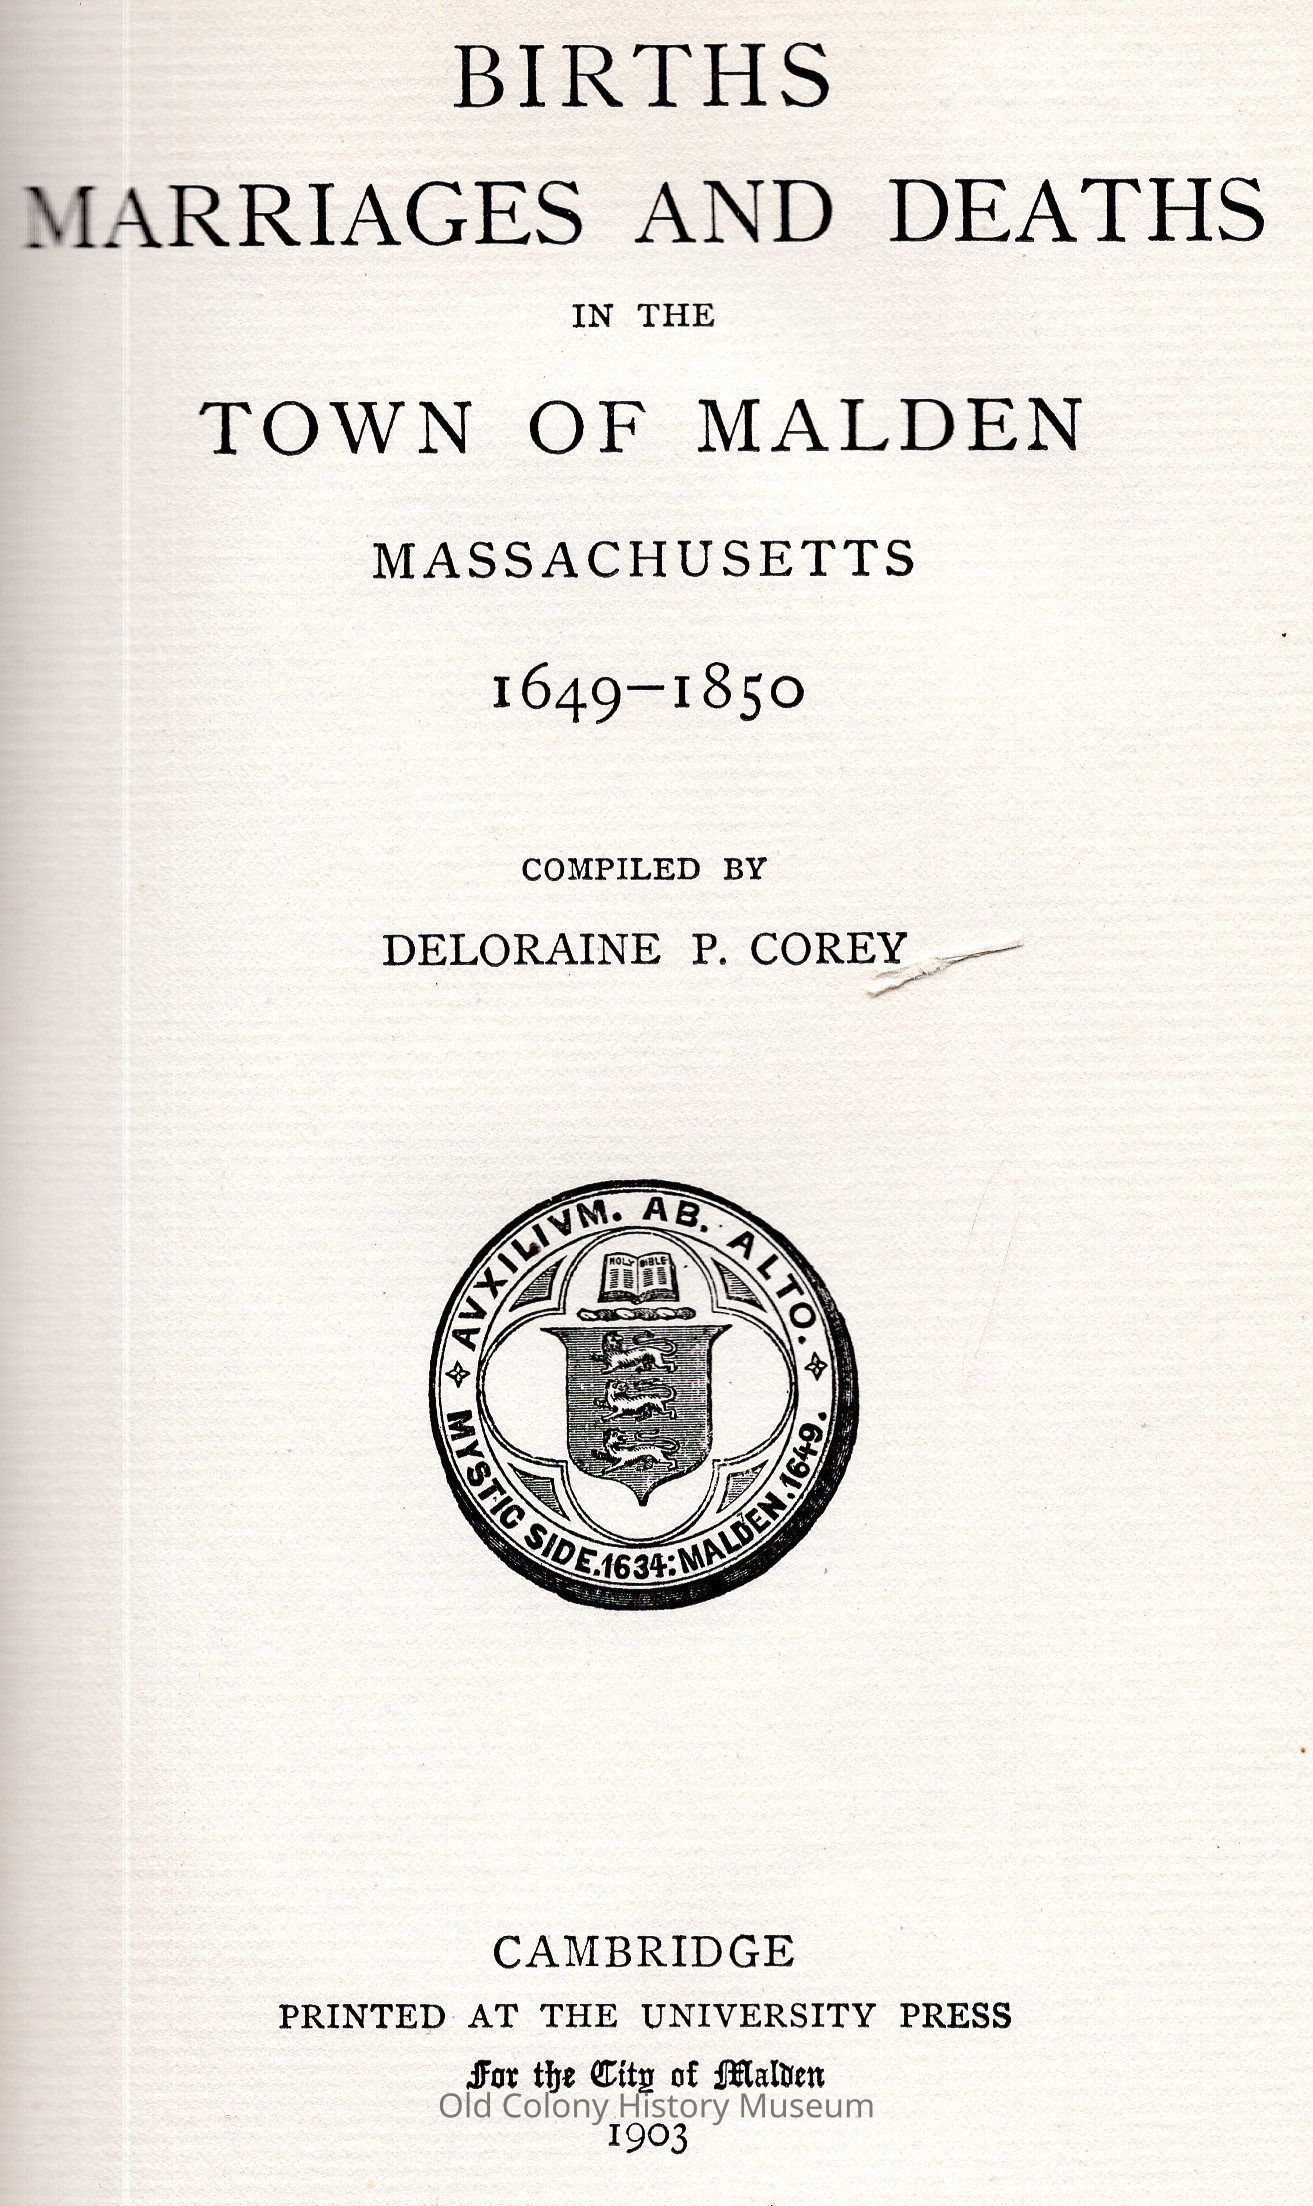 BIRTHS
MARRIAGES AND DEATHS
IN THE
TOWN OF MALDEN
MASSACHUSETTS
1649–1850
COMPILED BY
DELORAINE P. COREY
AVXILIVM. AB. ALTO.
HOLY BIBLE
MYSTIC SIDE. 1634: MALDEN. 1649.
CAMBRIDGE
PRINTED AT THE UNIVERSITY PRESS
For the City of Malden
Old Colony History Museum
1903